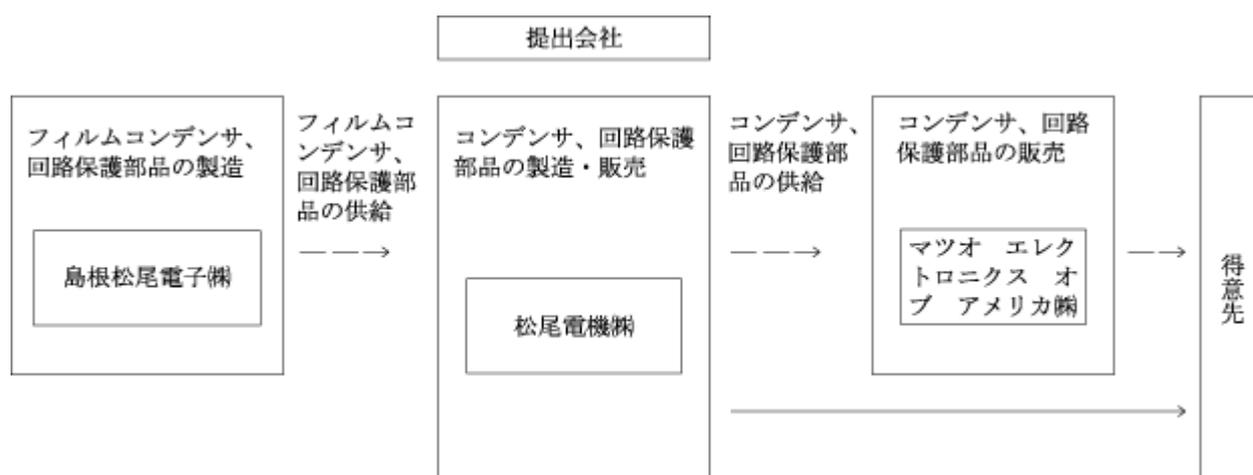 提出会社
フィルムコンデンサ、
回路保護部品の製造
島根松尾電子㈱
フィルムコ
ンデンサ、
回路保護部
品の供給
コンデンサ、回路保護
部品の製造・販売
松尾電機㈱
コンデンサ、
回路保護部
品の供給
コンデンサ、回路
保護部品の販売
マツオ　エレク
トロニクス　オ
ブ　アメリカ㈱
得意先